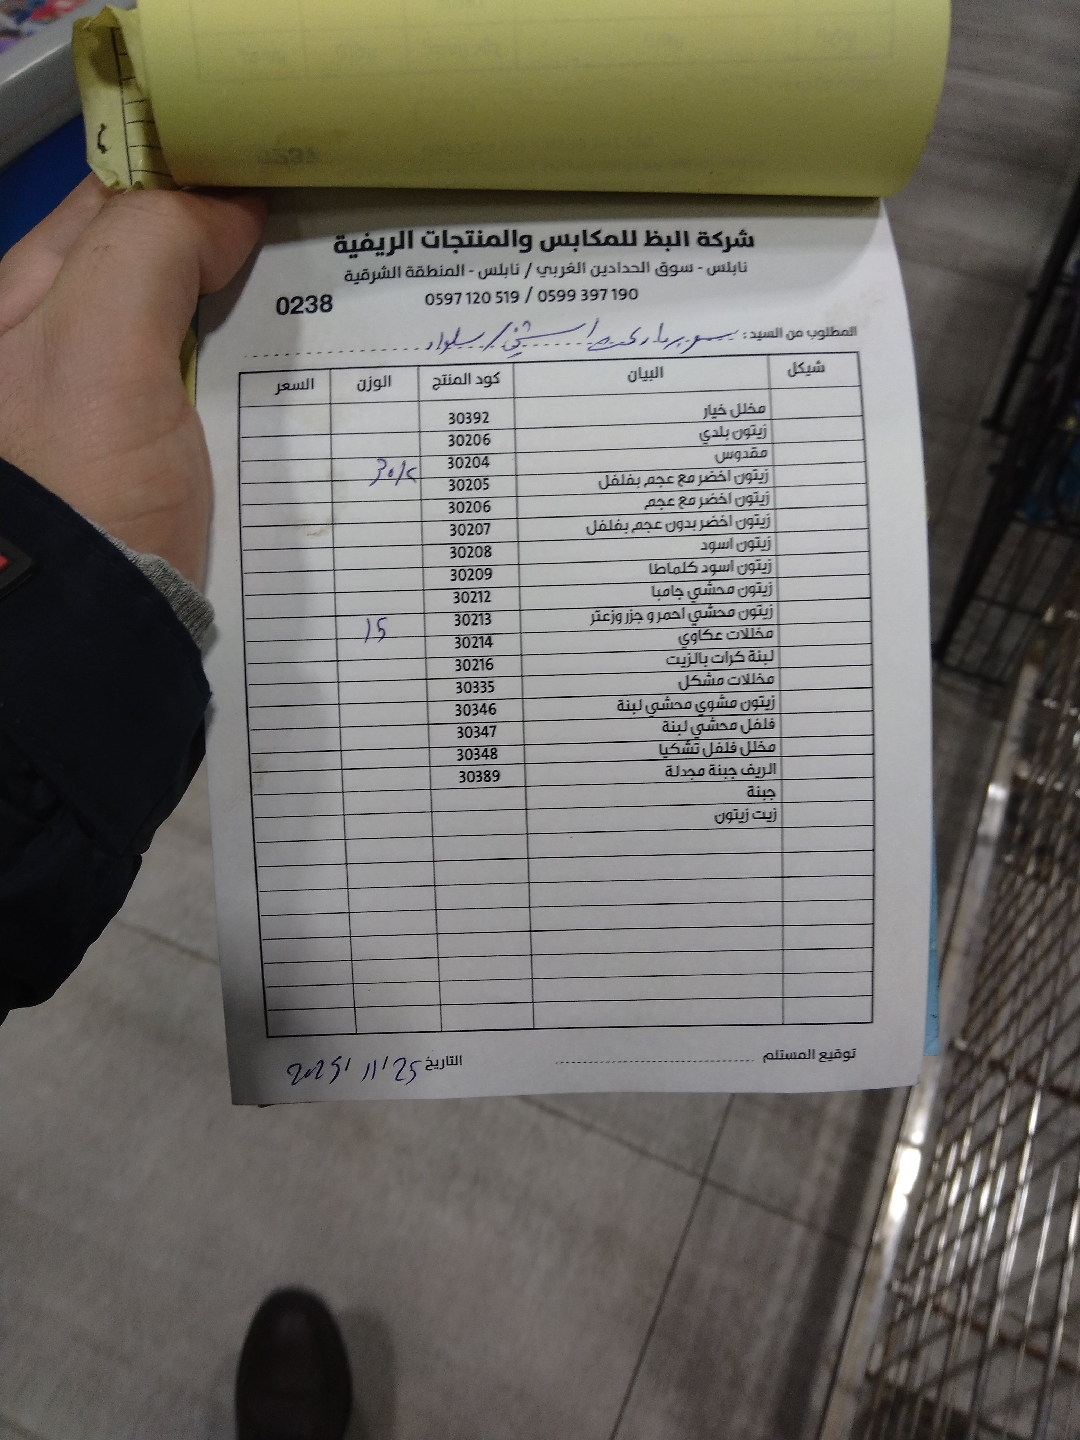 شركة البظ للمكابس والمنتجات الريفية
نابلس - سوق الحدادين الغربي / نابلس - المنطقة الشرقية
0597 120 519 / 0599 397 190
0238
المطلوب من السيد: سوبرماركت / سلواد
شيكل البيان كود المنتج الوزن السعر
مخلل خيار 30392
زيتون بلدي 30206
مقدوس 30204
زيتون اخضر مع عجم بفلفل 30205
زيتون اخضر مع عجم 30206
زيتون اخضر بدون عجم بفلفل 30207
زيتون اسود 30208
زيتون اسود كلماطا 30209
زيتون محشي جامبا 30212
زيتون محشي احمر و جزر وزعتر 30213 15
مخللات عكاوي 30214
لبنة كرات بالزيت 30216
مخللات مشكل 30335
زيتون مشوي محشي لبنة 30346
فلفل محشي لبنة 30347
مخلل فلفل تشكيا 30348
الريف جبنة مجدلة 30389
جبنة
زيت زيتون
توقيع المستلم
التاريخ 25 / 11 / 2025